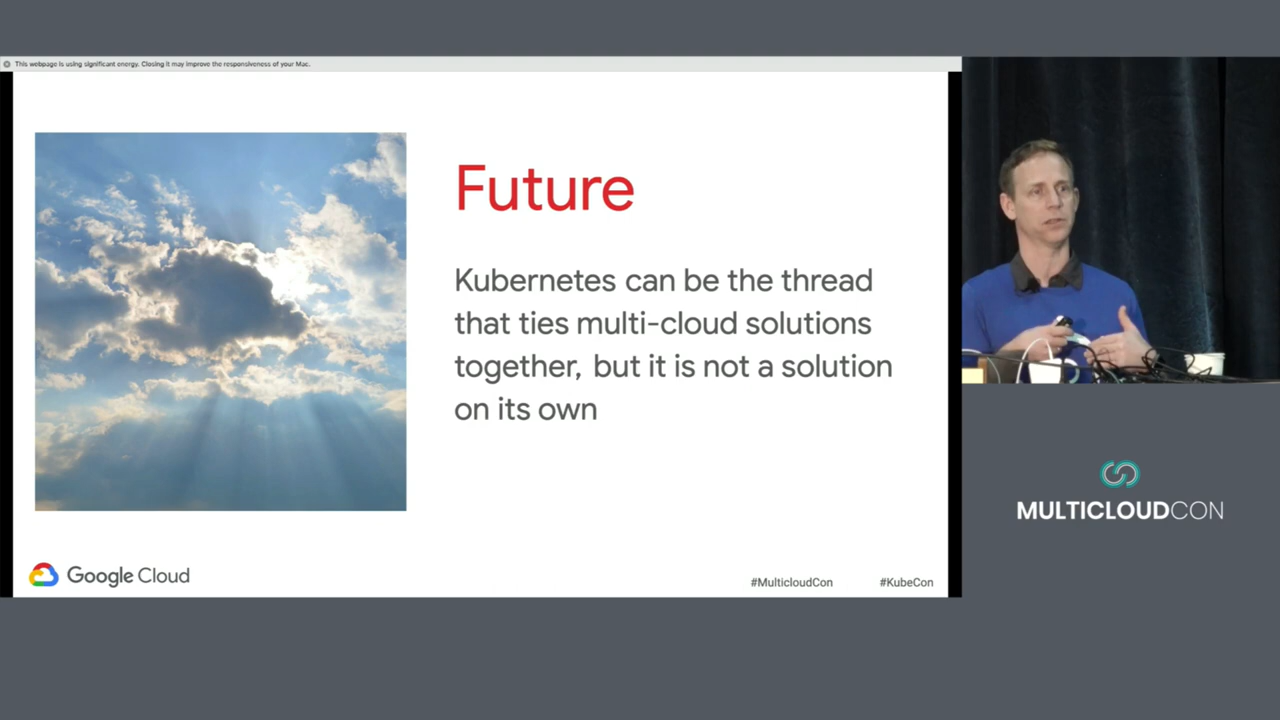 This webpage is using significant energy. Closing it may improve the responsiveness of your Mac.
Future
Kubernetes can be the thread
that ties multi-cloud solutions
together, but it is not a solution
on its own
Google Cloud
#MulticloudCon
#KubeCon
MULTICLOUDCON